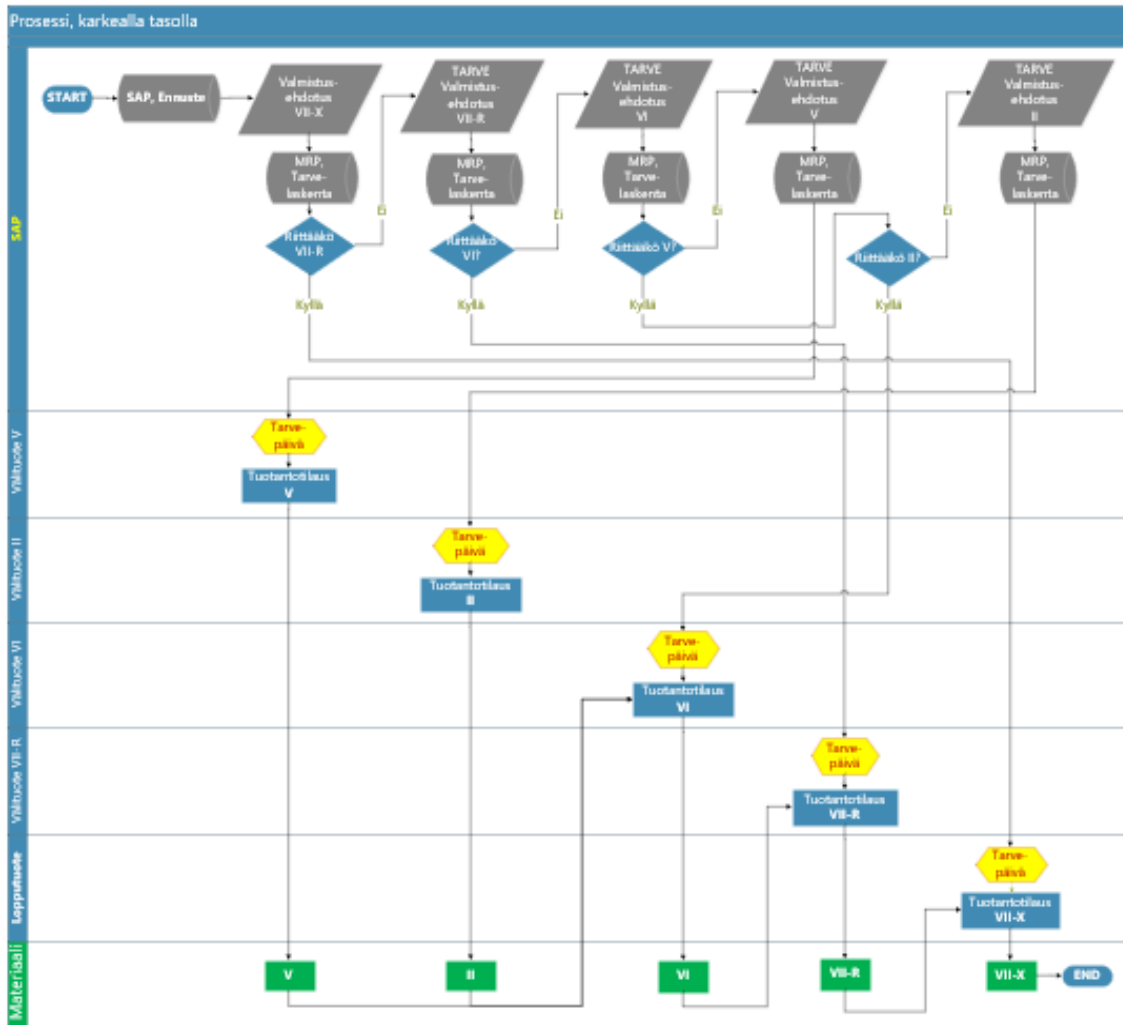 Prosessi, karkealla tasolla
SAP
START
SAP, Ennuste
Valmistus-
ehdotus
VII-X
TARVE
Valmistus-
ehdotus
VII-R
TARVE
Valmistus-
ehdotus
VI
TARVE
Valmistus-
ehdotus
V
TARVE
Valmistus-
ehdotus
II
MRP,
Tarve-
laskenta
MRP,
Tarve-
laskenta
MRP,
Tarve-
laskenta
MRP,
Tarve-
laskenta
MRP,
Tarve-
laskenta
Riittääkö
VII-R
Ei
Riittääkö
VI?
Ei
Riittääkö V?
Ei
Riittääkö II?
Ei
Kyllä
Kyllä
Kyllä
Kyllä
Välituote V
Tarve-
päivä
Tuotantotilaus
V
Välituote II
Tarve-
päivä
Tuotantotilaus
II
Välituote VI
Tarve-
päivä
Tuotantotilaus
VI
Välituote VII-R
Tarve-
päivä
Tuotantotilaus
VII-R
Lopputuote
Tarve-
päivä
Tuotantotilaus
VII-X
Materiaali
V
II
VI
VII-R
VII-X
END